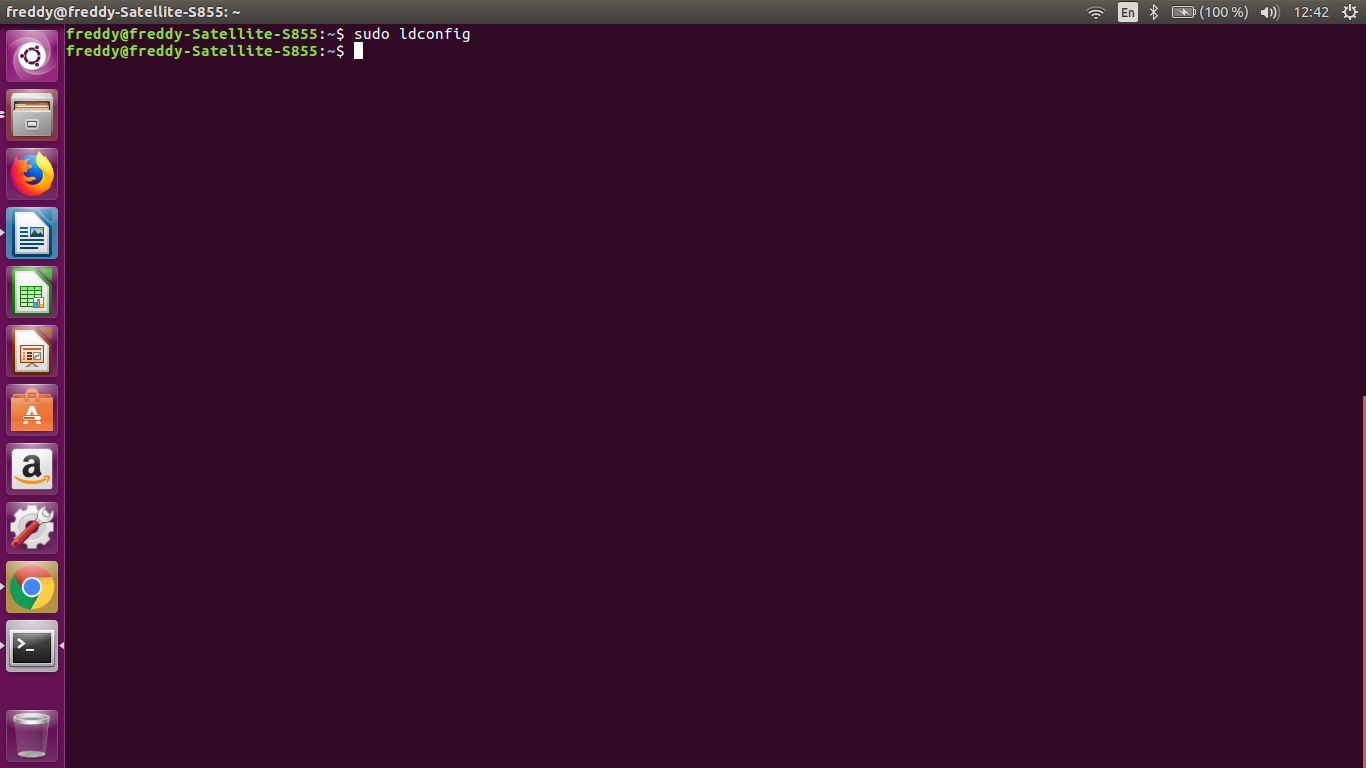 freddy@freddy-Satellite-S855: ~
En
(100 %)
12:42
freddy@freddy-Satellite-S855:~$ sudo ldconfig
freddy@freddy-Satellite-S855:~$
A
a
>_